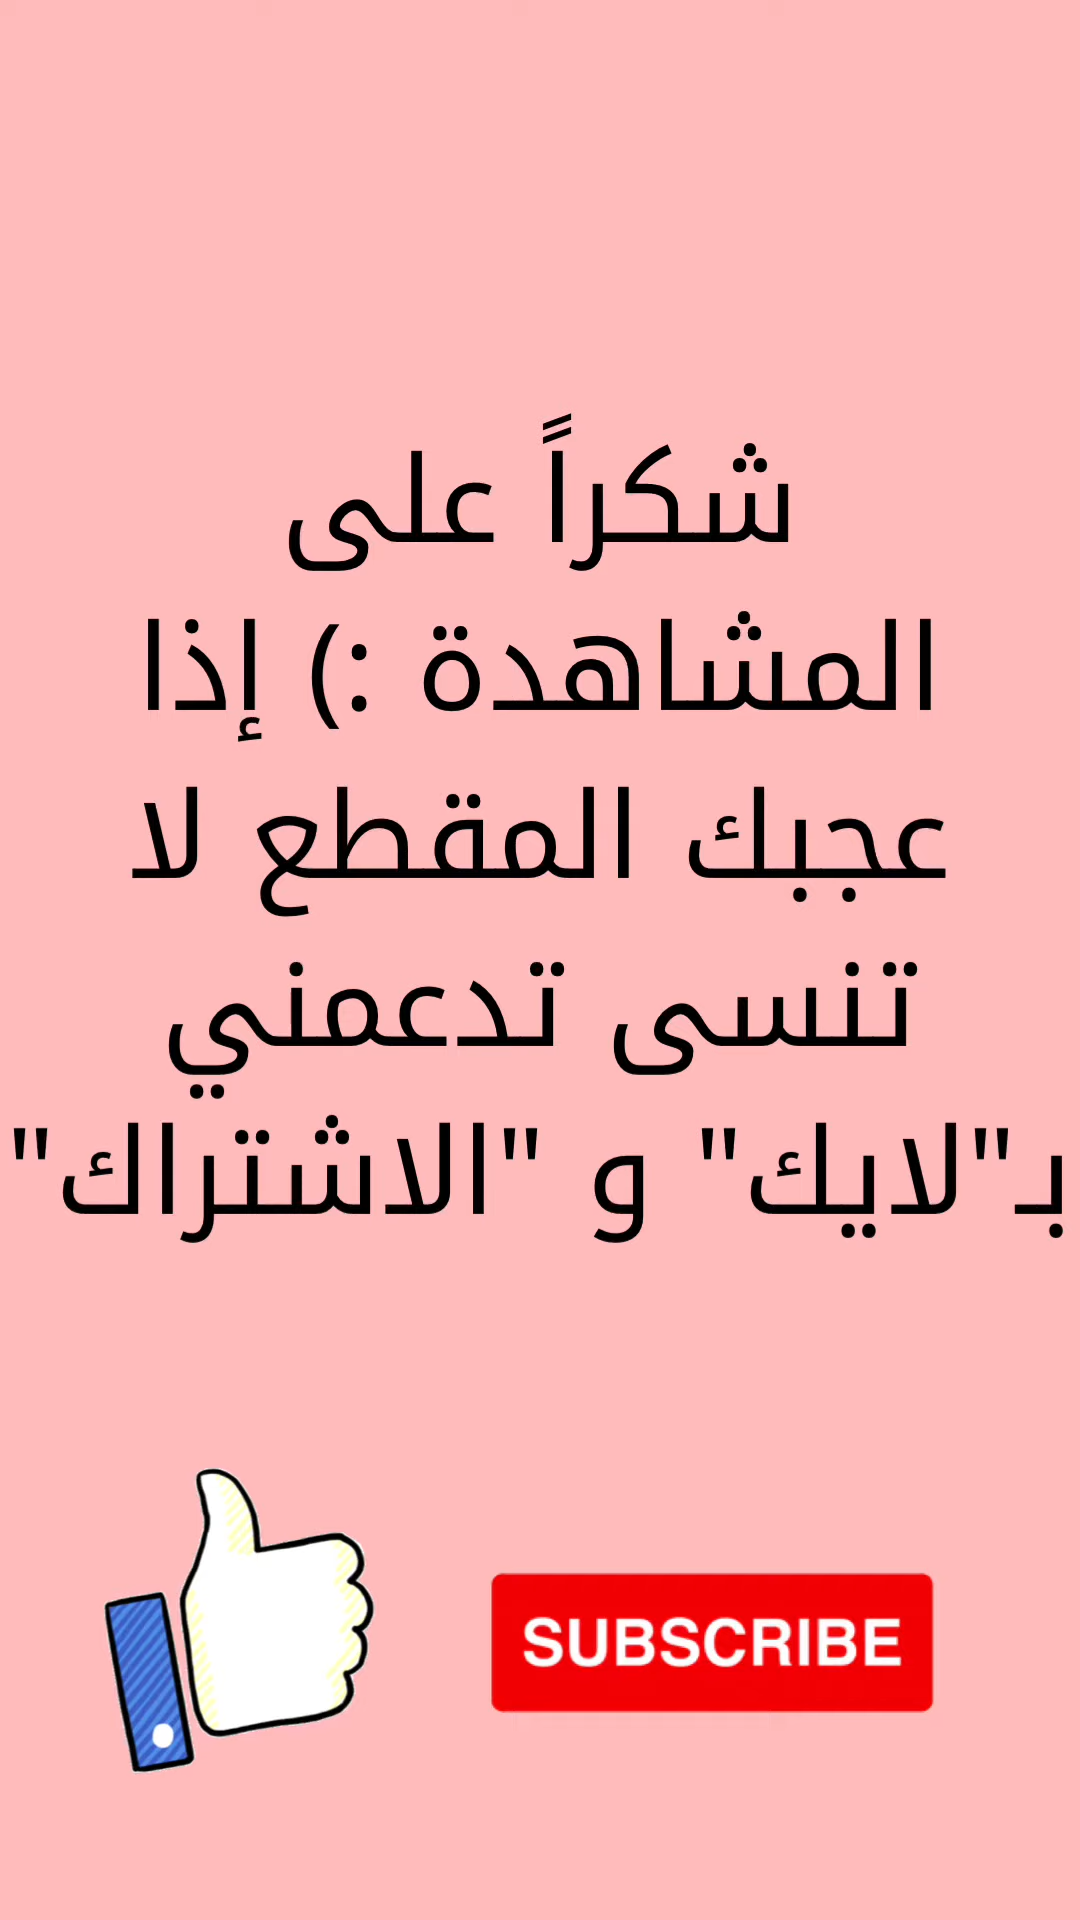 شكراً على
المشاهدة :) إذا
عجبك المقطع لا
تنسى تدعمني
بـ"لايك" و "الاشتراك"
SUBSCRIBE